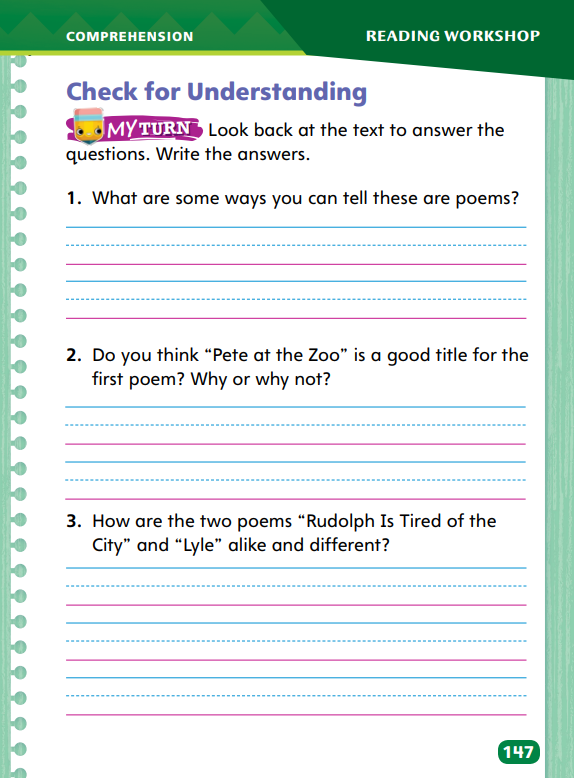 COMPREHENSION
READING WORKSHOP
Check for Understanding
MY TURN Look back at the text to answer the
questions. Write the answers.
1. What are some ways you can tell these are poems?
2. Do you think “Pete at the Zoo” is a good title for the
first poem? Why or why not?
3. How are the two poems “Rudolph Is Tired of the
City” and “Lyle” alike and different?
147